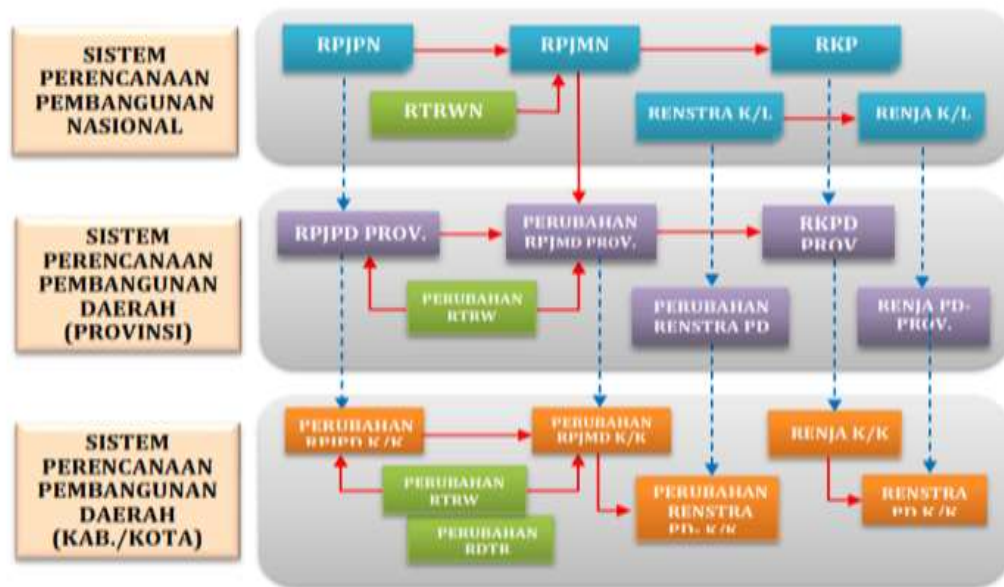 SISTEM
PERENCANAAN
PEMBANGUNAN
NASIONAL
RPJPN
RPJMN
RKP
RTRWN
RENSTRA K/L
RENJA K/L
SISTEM
PERENCANAAN
PEMBANGUNAN
DAERAH
(PROVINSI)
RPJPD PROV.
PERUBAHAN
RPJMD PROV.
RKPD
PROV
PERUBAHAN
RTRW
PERUBAHAN
RENSTRA PD
RENJA PD-
PROV.
SISTEM
PERENCANAAN
PEMBANGUNAN
DAERAH
(KAB./KOTA)
PERUBAHAN
RPJPD K/K
PERUBAHAN
RPJMD K/K
RENJA K/K
PERUBAHAN
RTRW
PERUBAHAN
RDTR
PERUBAHAN
RENSTRA
PD- K/K
RENSTRA
PD K/K